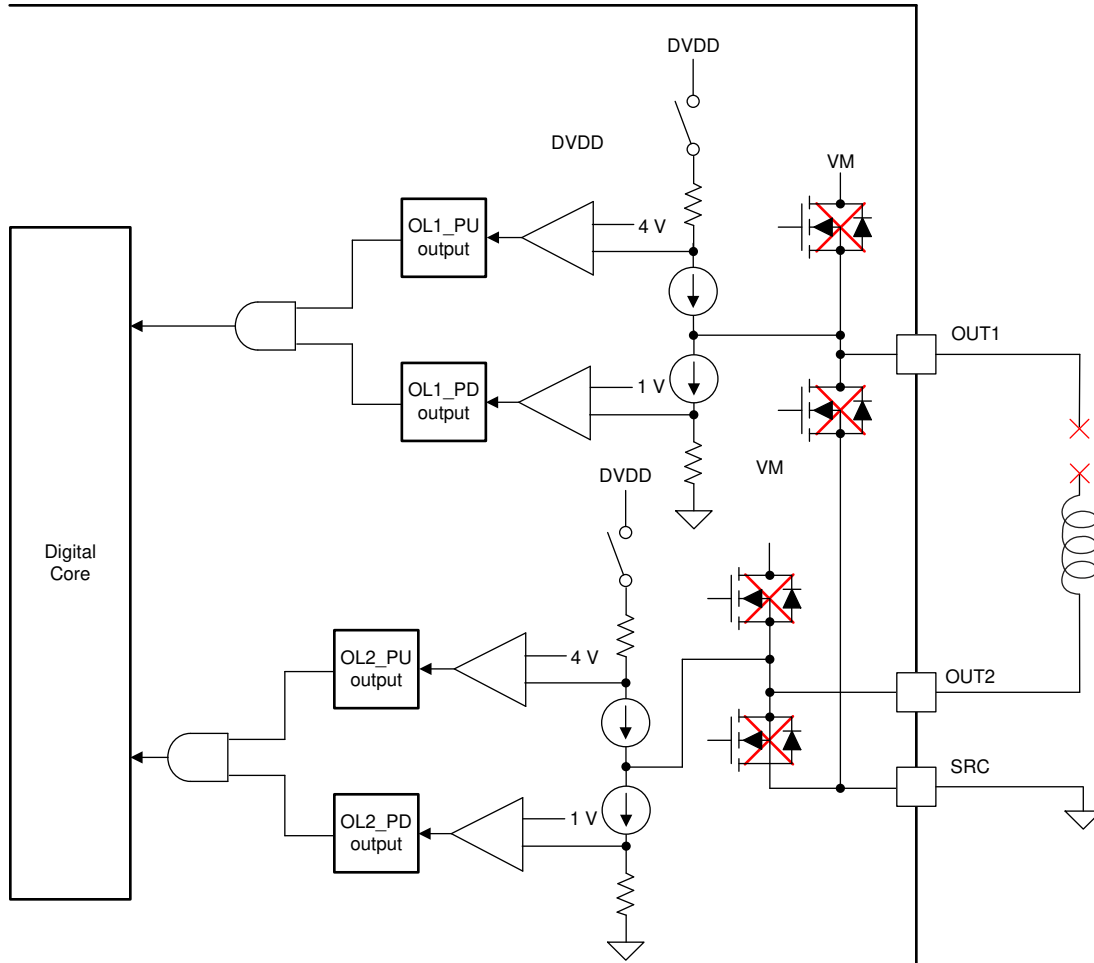 DVDD
DVDD
VM
OL1_PU
output
4 V
OUT1
OL1_PD
output
1 V
VM
DVDD
Digital
Core
OL2_PU
output
4 V
OUT2
SRC
OL2_PD
output
1 V